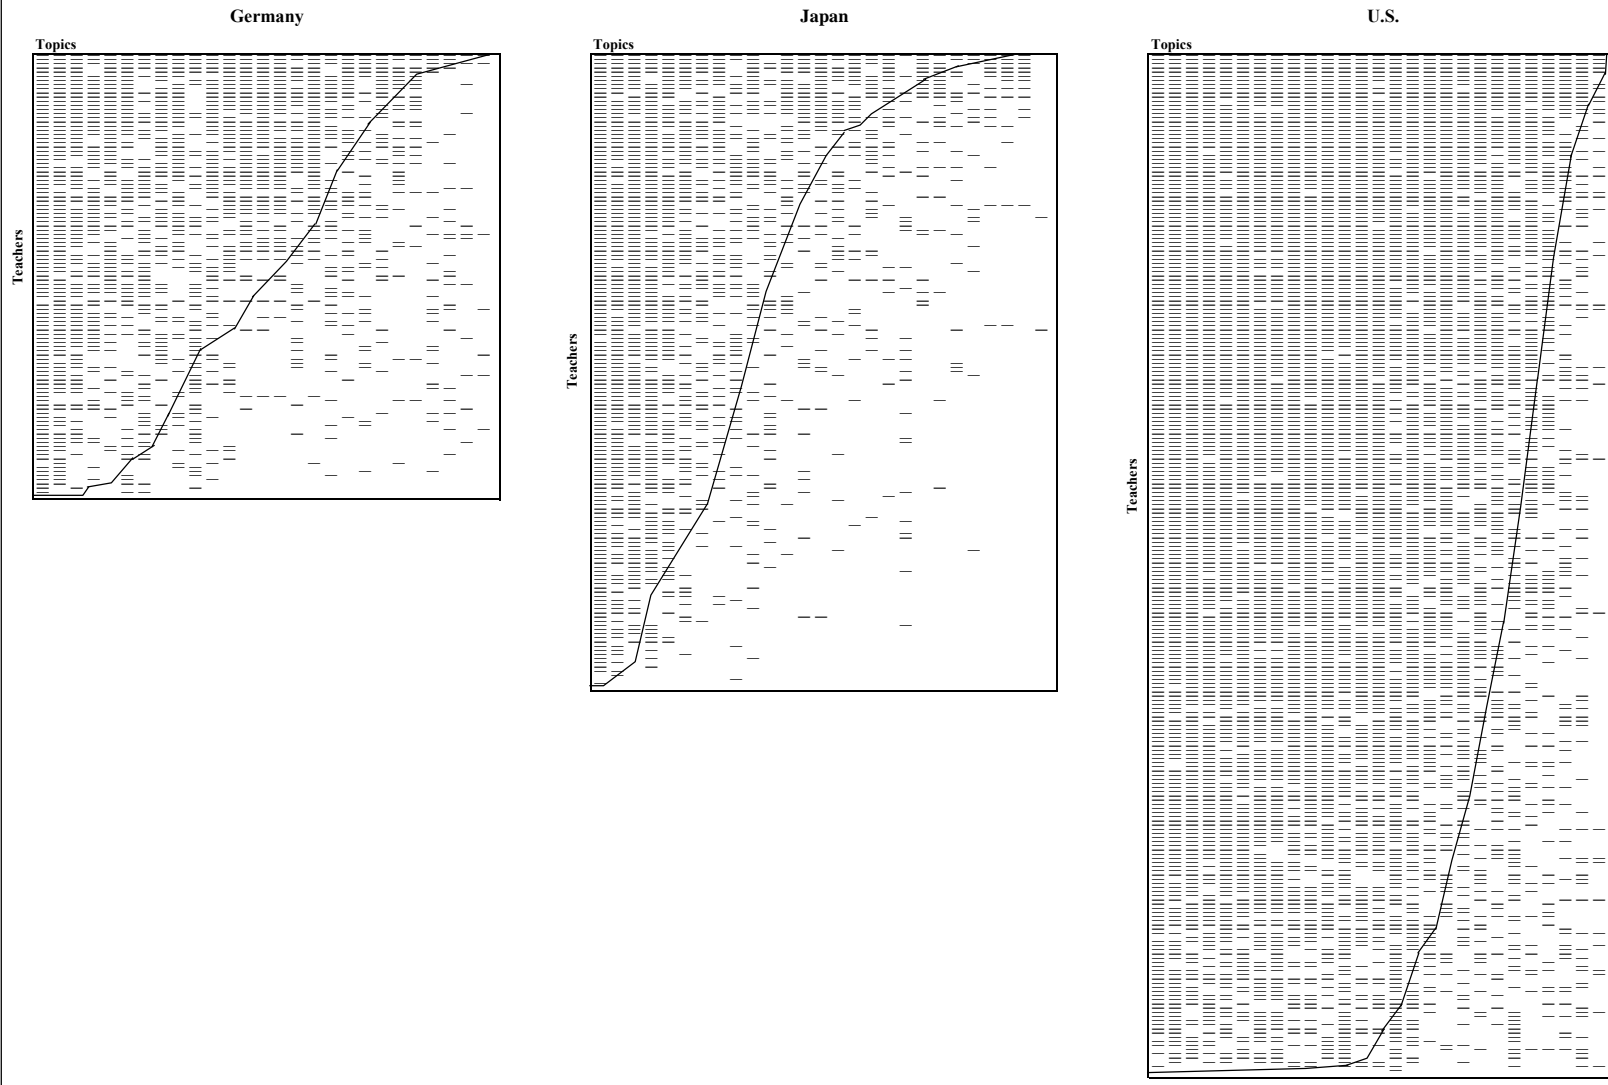 Germany
Japan
U.S.
Topics
Topics
Topics
Teachers
Teachers
Teachers